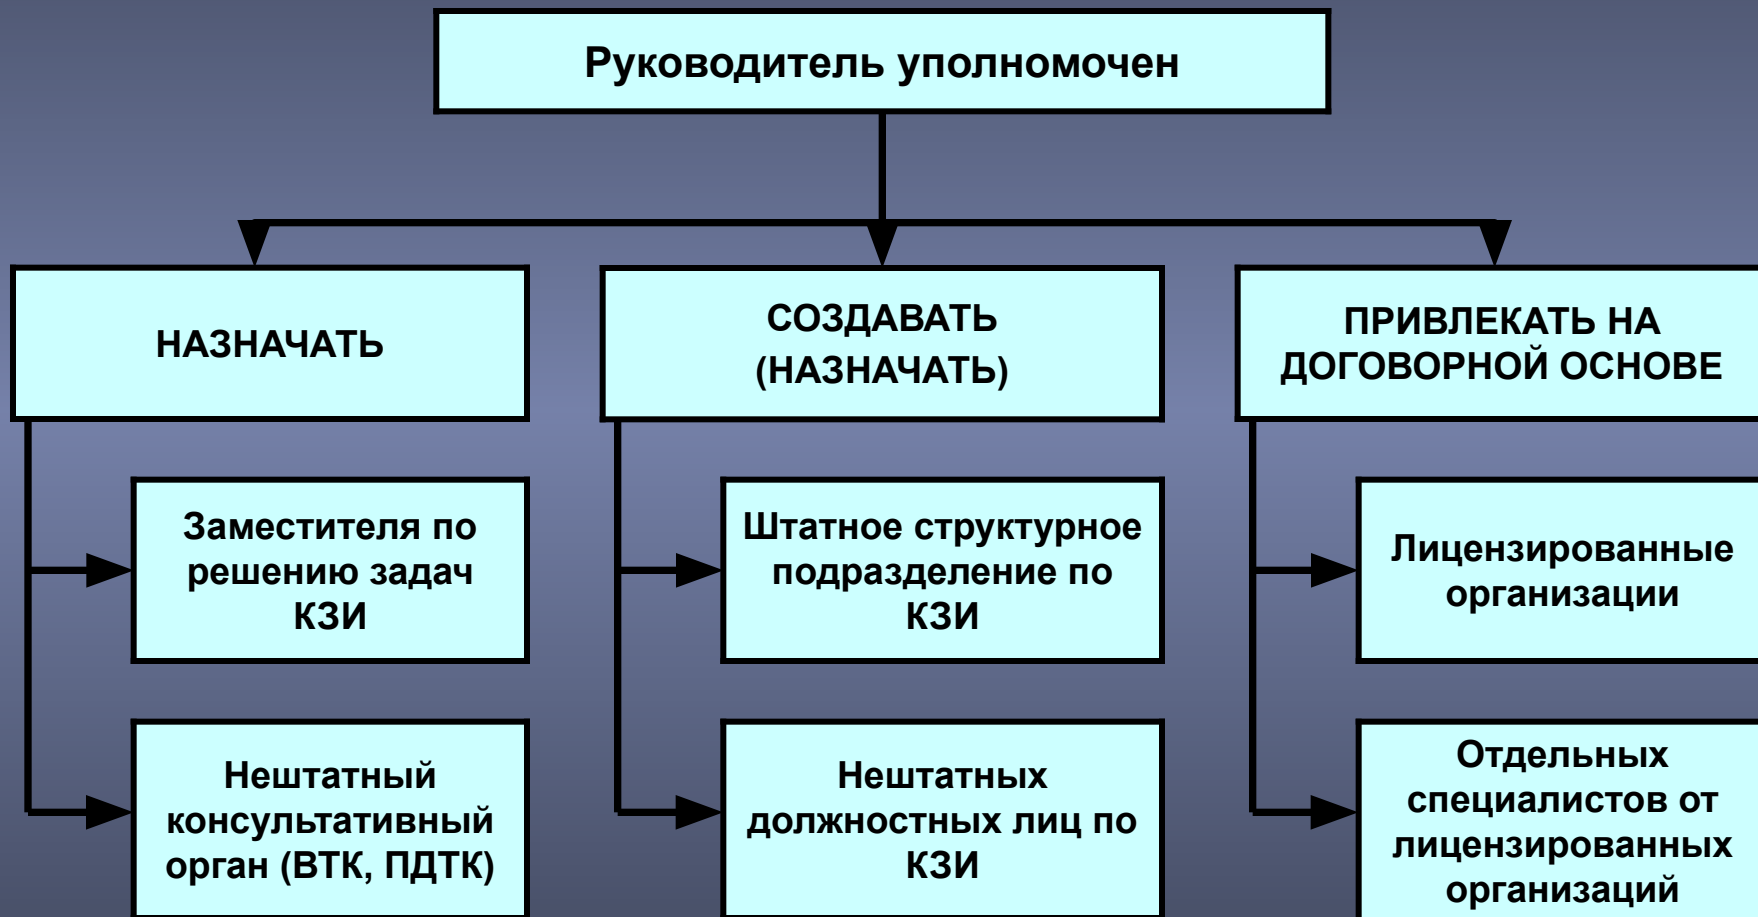 Руководитель уполномочен
НАЗНАЧАТЬ
СОЗДАВАТЬ
(НАЗНАЧАТЬ)
ПРИВЛЕКАТЬ НА
ДОГОВОРНОЙ ОСНОВЕ
Заместителя по
решению задач
КЗИ
Штатное структурное
подразделение по
КЗИ
Лицензированные
организации
Нештатный
консультативный
орган (ВТК, ПДТК)
Нештатных
должностных лиц по
КЗИ
Отдельных
специалистов от
лицензированных
организаций